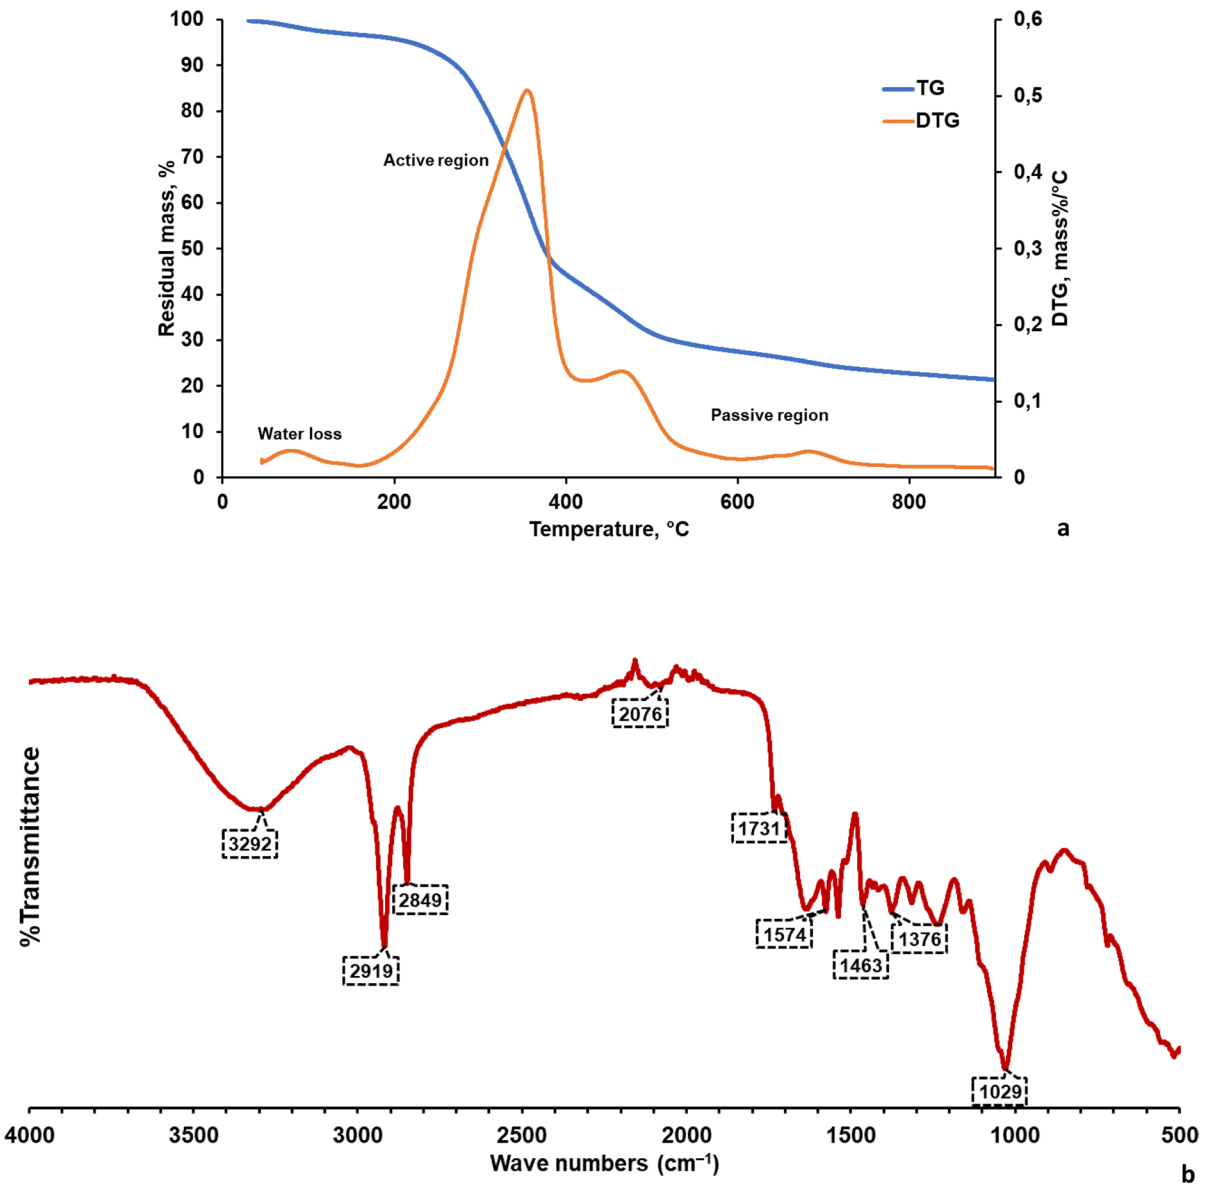 100
90
80
70
60
50
40
30
20
10
0
Residual mass, %
0,6
0,5
0,4
0,3
0,2
0,1
0
DTG, mass%/°C
TG
DTG
Active region
Water loss
Passive region
0 200 400 600 800
Temperature, °C
a
%Transmittance
3292
2919
2849
2076
1731
1574
1463
1376
1029
4000 3500 3000 2500 2000 1500 1000 500
Wave numbers (cm⁻¹)
b